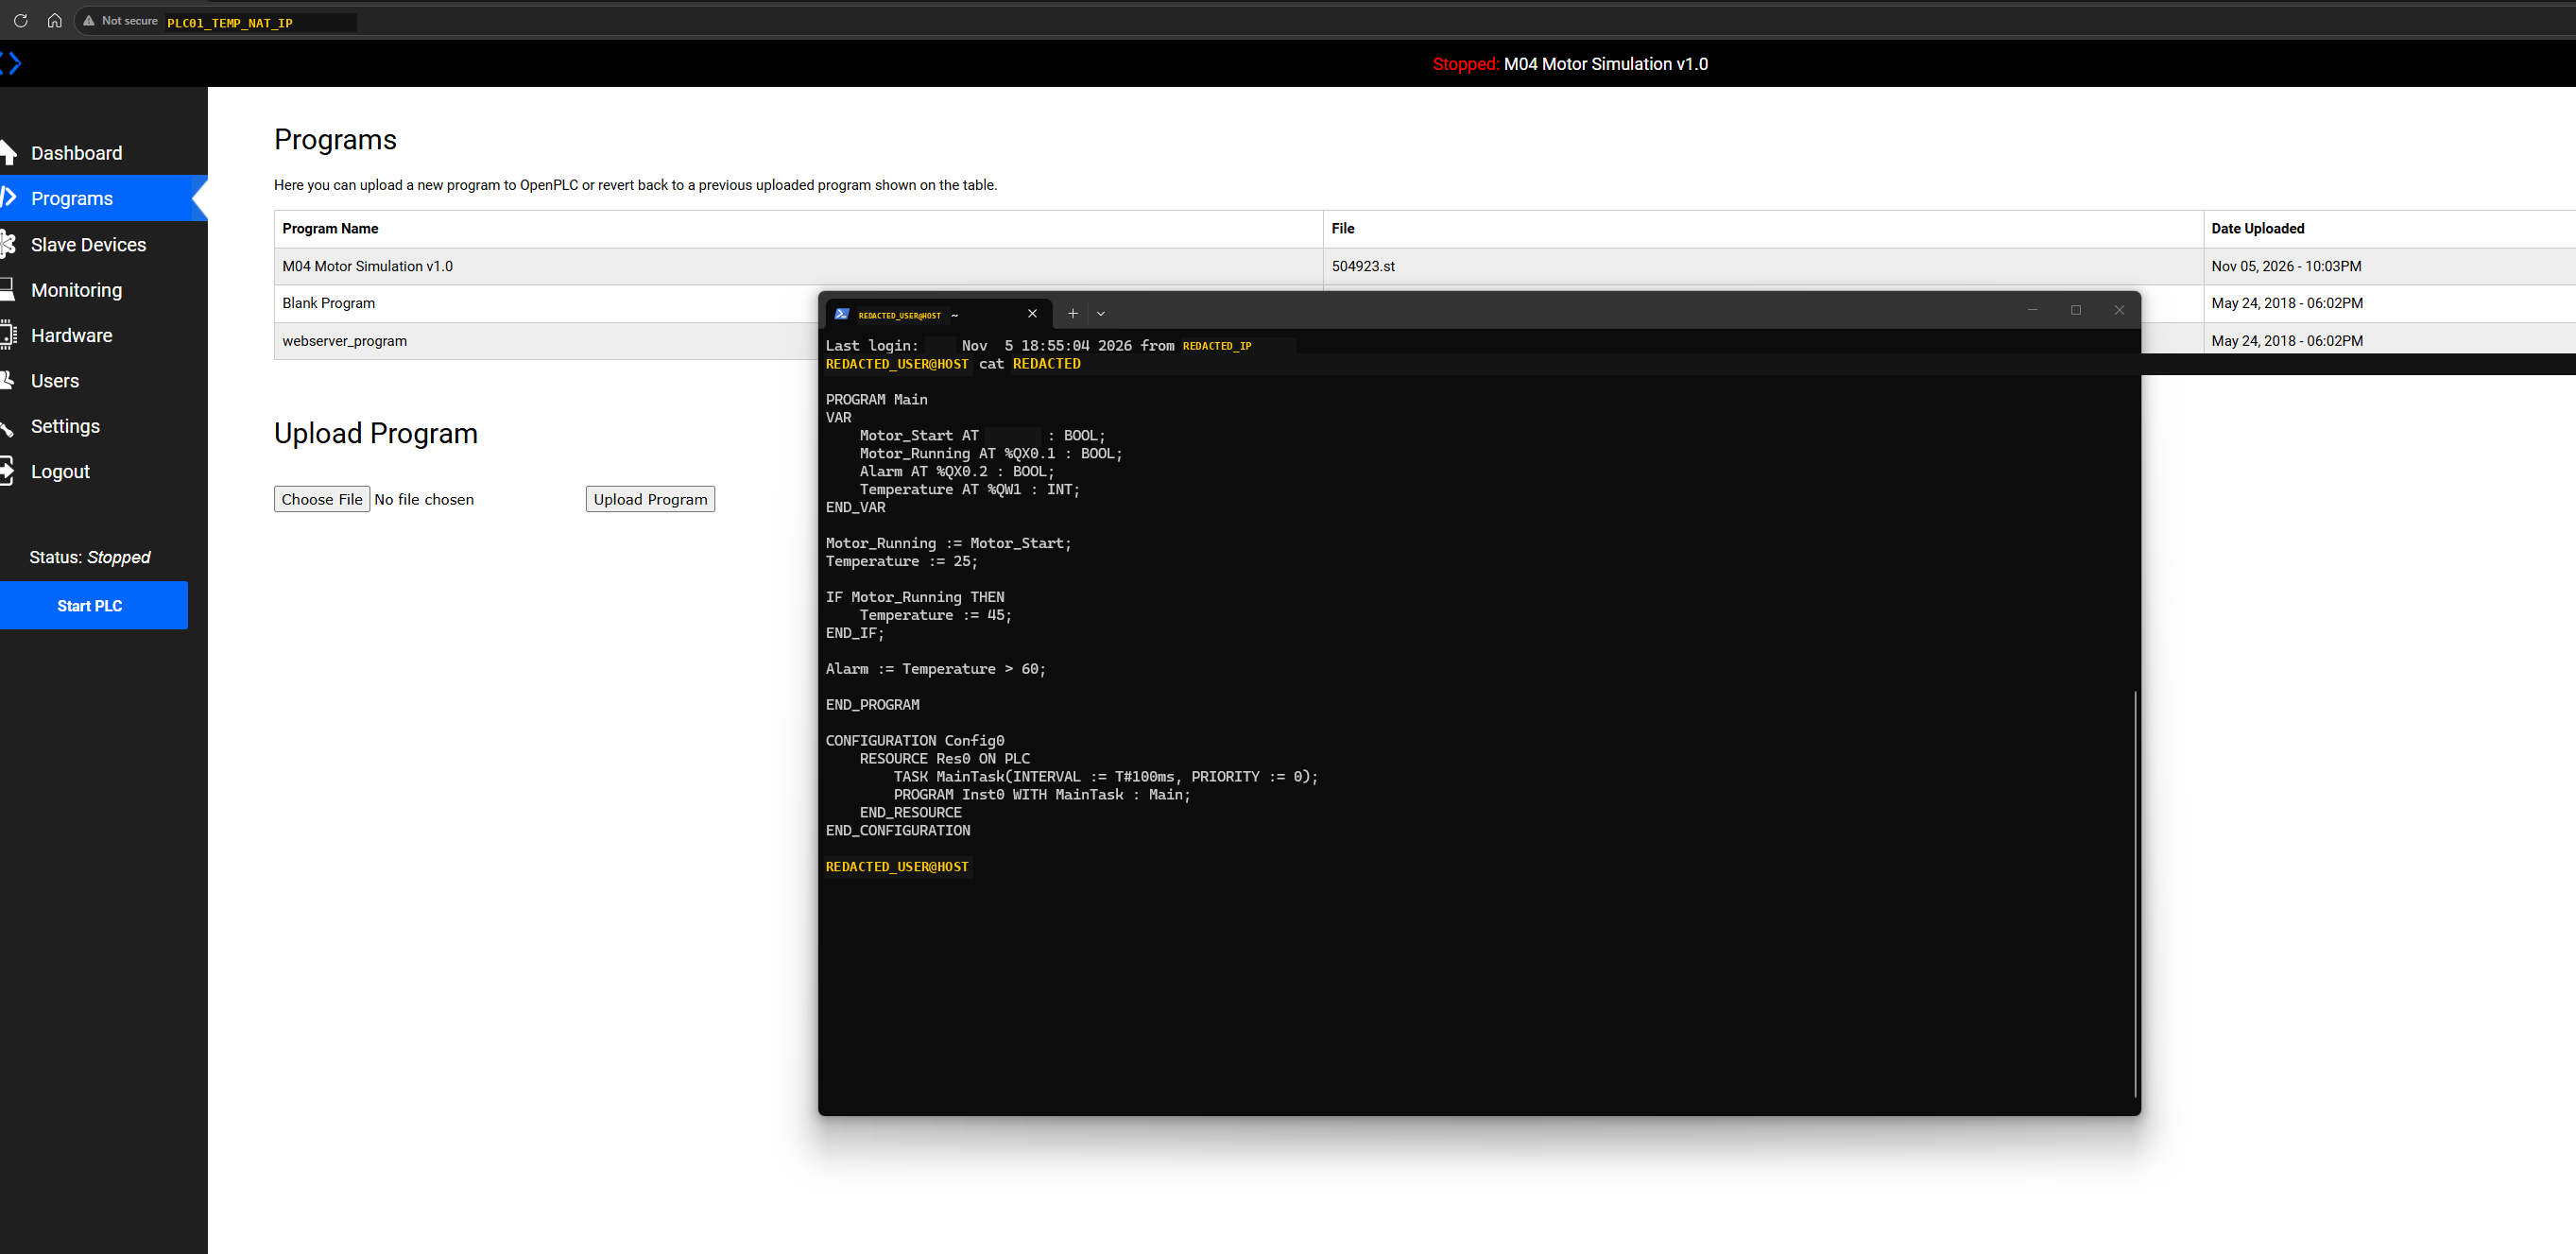 Not secure PLC01_TEMP_NAT_IP
Stopped: M04 Motor Simulation v1.0
Dashboard
Programs
Slave Devices
Monitoring
Hardware
Users
Settings
Logout
Status: Stopped
Start PLC
Programs
Here you can upload a new program to OpenPLC or revert back to a previous uploaded program shown on the table.
Program Name File Date Uploaded
M04 Motor Simulation v1.0 504923.st Nov 05, 2026 - 10:03PM
Blank Program May 24, 2018 - 06:02PM
webserver_program May 24, 2018 - 06:02PM
Upload Program
Choose File No file chosen Upload Program
REDACTED_USER@HOST ~
Last login: Nov 5 18:55:04 2026 from REDACTED_IP
REDACTED_USER@HOST cat REDACTED
PROGRAM Main
VAR
Motor_Start AT : BOOL;
Motor_Running AT %QX0.1 : BOOL;
Alarm AT %QX0.2 : BOOL;
Temperature AT %QW1 : INT;
END_VAR
Motor_Running := Motor_Start;
Temperature := 25;
IF Motor_Running THEN
Temperature := 45;
END_IF;
Alarm := Temperature > 60;
END_PROGRAM
CONFIGURATION Config0
RESOURCE Res0 ON PLC
TASK MainTask(INTERVAL := T#100ms, PRIORITY := 0);
PROGRAM Inst0 WITH MainTask : Main;
END_RESOURCE
END_CONFIGURATION
REDACTED_USER@HOST